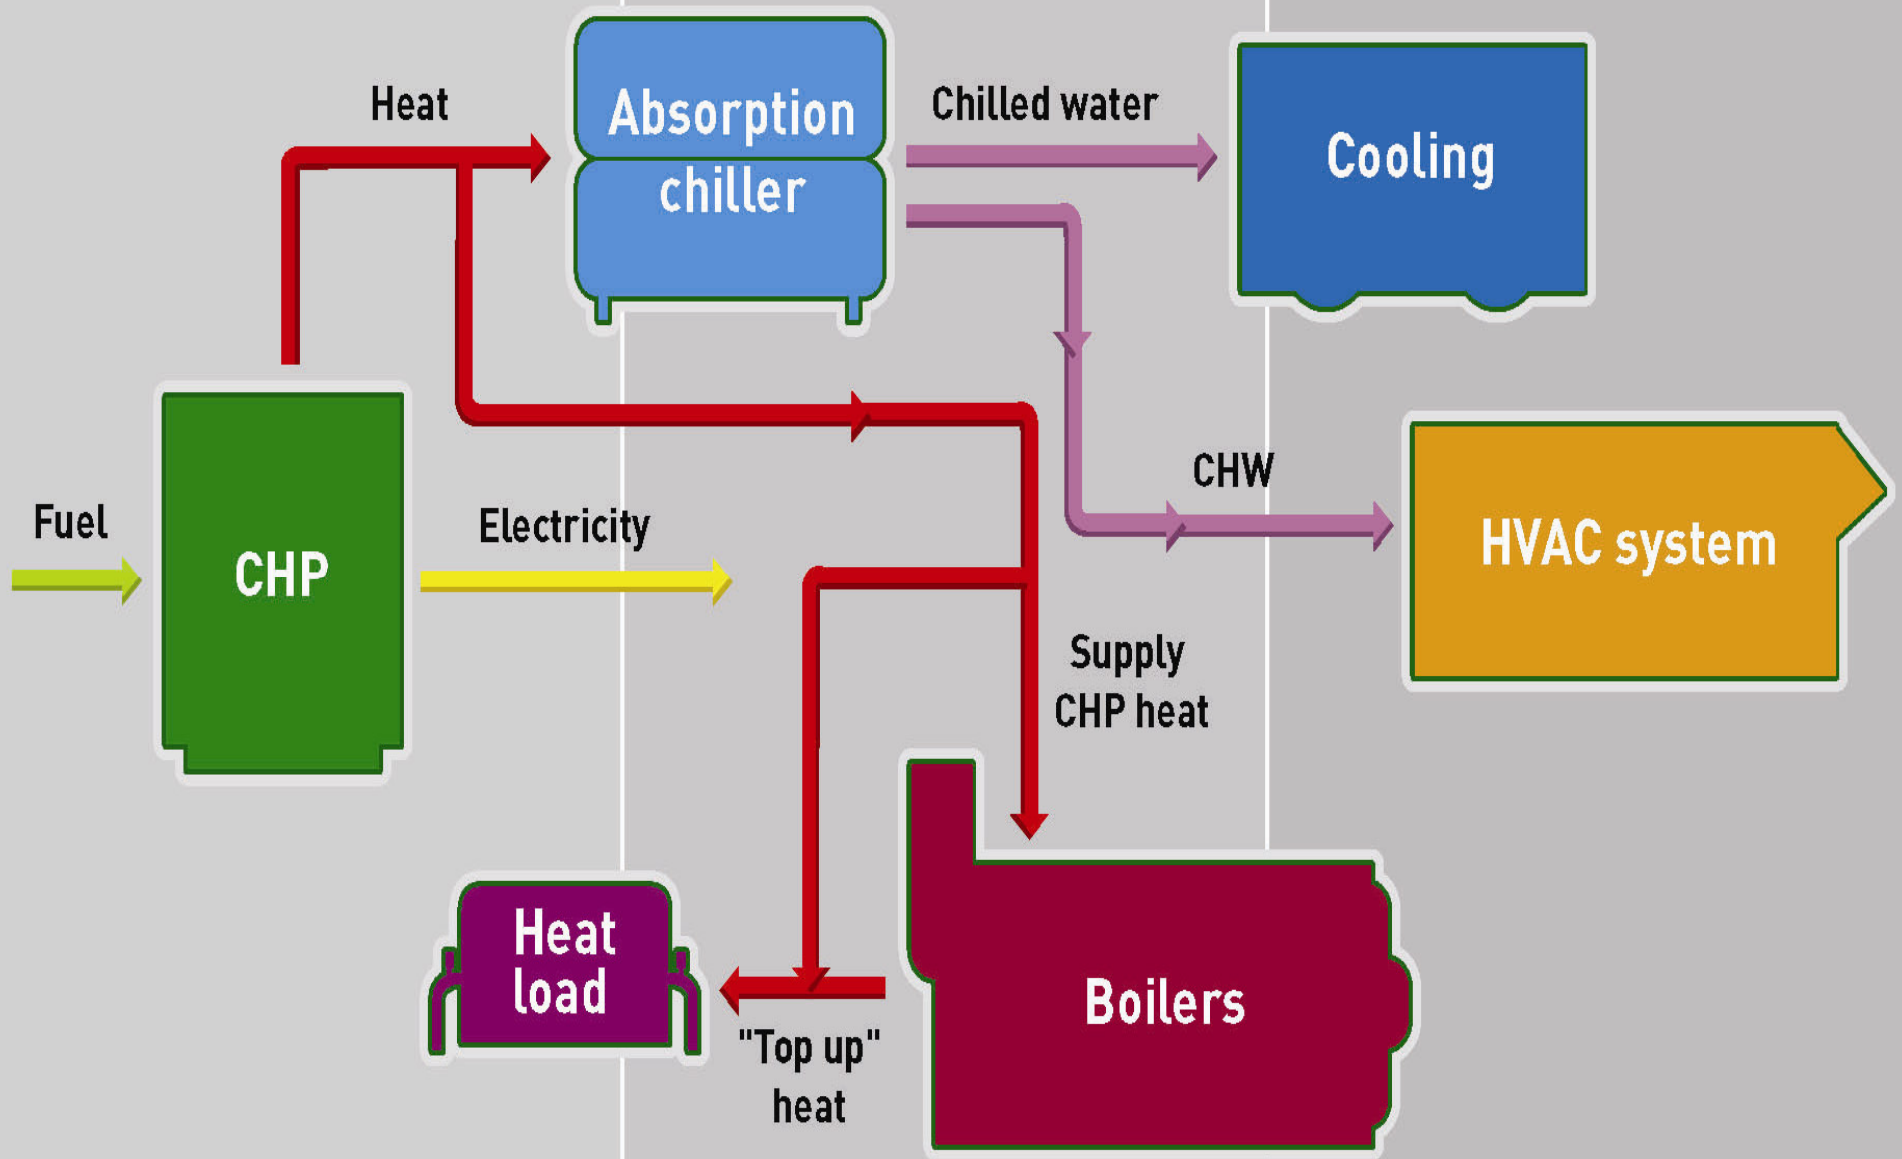 Heat
Absorption
chiller
Chilled water
Cooling
Fuel
CHP
Electricity
CHW
HVAC system
Supply
CHP heat
Heat
load
"Top up"
heat
Boilers